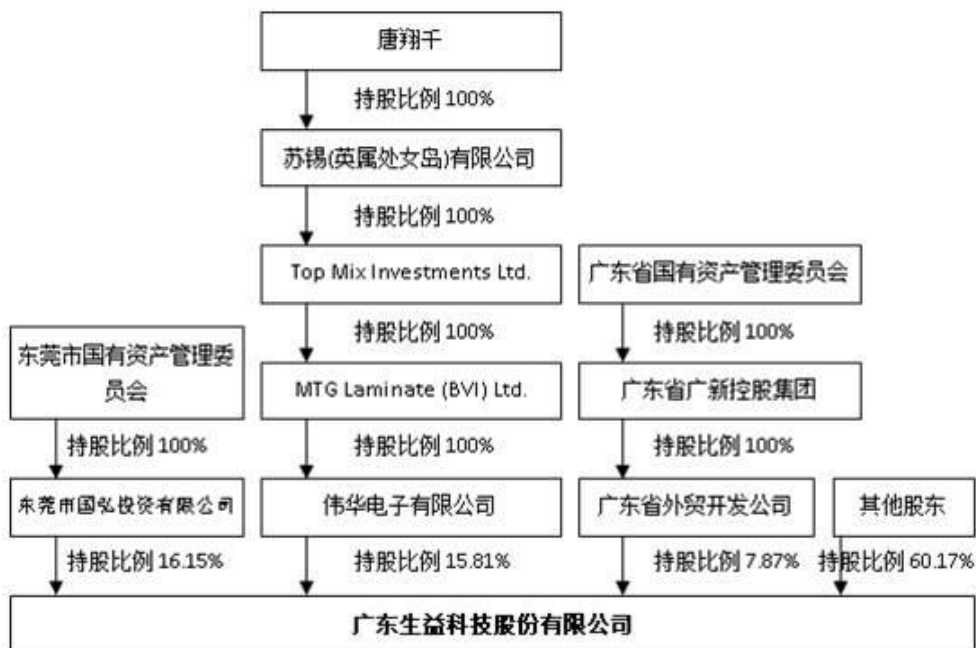 唐翔千
持股比例 100%
苏锡(英属处女岛)有限公司
持股比例 100%
Top Mix Investments Ltd.
广东省国有资产管理委员会
持股比例 100%
持股比例 100%
东莞市国有资产管理委
员会
MTG Laminate (BVI) Ltd.
广东省广新控股集团
持股比例 100%
持股比例 100%
持股比例 100%
东莞市国弘投资有限公司
伟华电子有限公司
广东省外贸开发公司
其他股东
持股比例 16.15%
持股比例 15.81%
持股比例 7.87%
持股比例 60.17%
广东生益科技股份有限公司